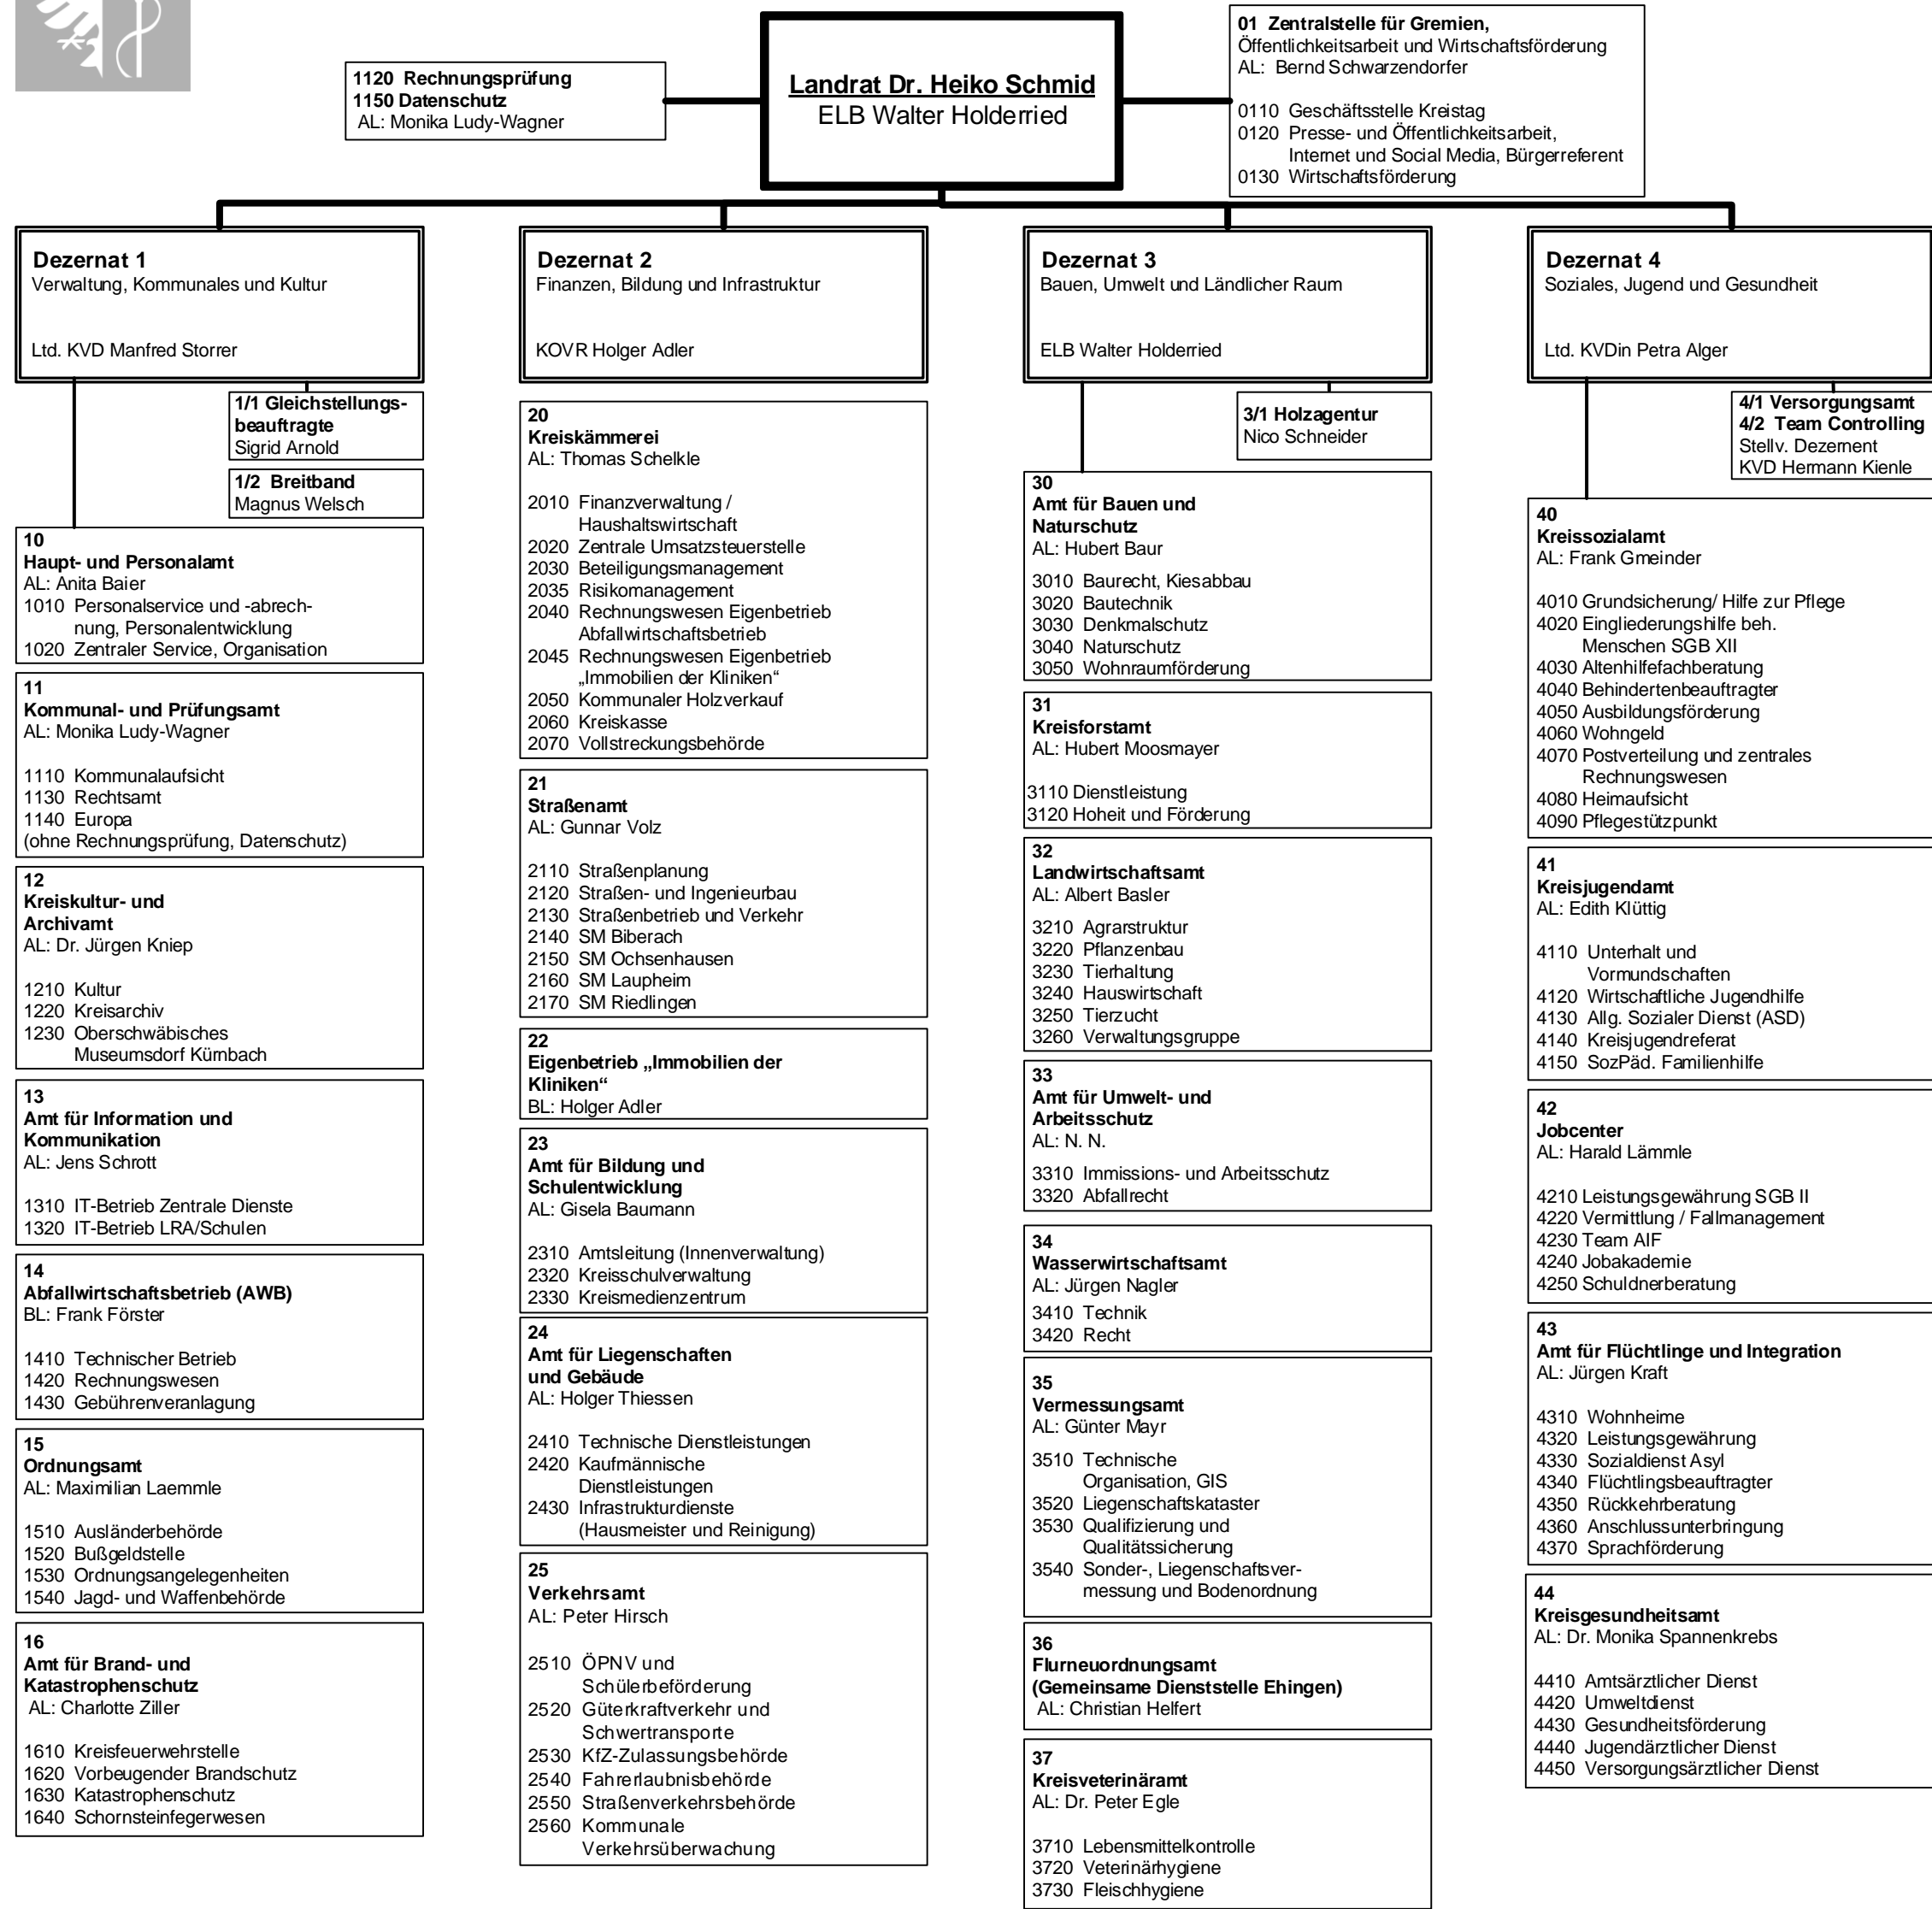 1120 Rechnungsprüfung
1150 Datenschutz
AL: Monika Ludy-Wagner
Landrat Dr. Heiko Schmid
ELB Walter Holderried
01 Zentralstelle für Gremien,
Öffentlichkeitsarbeit und Wirtschaftsförderung
AL: Bernd Schwarzendorfer
0110 Geschäftsstelle Kreistag
0120 Presse- und Öffentlichkeitsarbeit,
Internet und Social Media, Bürgerreferent
0130 Wirtschaftsförderung
Dezernat 1
Verwaltung, Kommunales und Kultur
Ltd. KVD Manfred Storrer
1/1 Gleichstellungs-
beauftragte
Sigrid Arnold
1/2 Breitband
Magnus Welsch
10
Haupt- und Personalamt
AL: Anita Baier
1010 Personalservice und -abrech-
nung, Personalentwicklung
1020 Zentraler Service, Organisation
11
Kommunal- und Prüfungsamt
AL: Monika Ludy-Wagner
1110 Kommunalaufsicht
1130 Rechtsamt
1140 Europa
(ohne Rechnungsprüfung, Datenschutz)
12
Kreiskultur- und
Archivamt
AL: Dr. Jürgen Kniep
1210 Kultur
1220 Kreisarchiv
1230 Oberschwäbisches
Museumsdorf Kürnbach
13
Amt für Information und
Kommunikation
AL: Jens Schrott
1310 IT-Betrieb Zentrale Dienste
1320 IT-Betrieb LRA/Schulen
14
Abfallwirtschaftsbetrieb (AWB)
BL: Frank Förster
1410 Technischer Betrieb
1420 Rechnungswesen
1430 Gebührenveranlagung
15
Ordnungsamt
AL: Maximilian Laemmle
1510 Ausländerbehörde
1520 Bußgeldstelle
1530 Ordnungsangelegenheiten
1540 Jagd- und Waffenbehörde
16
Amt für Brand- und
Katastrophenschutz
AL: Charlotte Ziller
1610 Kreisfeuerwehrstelle
1620 Vorbeugender Brandschutz
1630 Katastrophenschutz
1640 Schornsteinfegerwesen
Dezernat 2
Finanzen, Bildung und Infrastruktur
KOVR Holger Adler
20
Kreiskämmerei
AL: Thomas Schelkle
2010 Finanzverwaltung /
Haushaltswirtschaft
2020 Zentrale Umsatzsteuerstelle
2030 Beteiligungsmanagement
2035 Risikomanagement
2040 Rechnungswesen Eigenbetrieb
Abfallwirtschaftsbetrieb
2045 Rechnungswesen Eigenbetrieb
„Immobilien der Kliniken“
2050 Kommunaler Holzverkauf
2060 Kreiskasse
2070 Vollstreckungsbehörde
21
Straßenamt
AL: Gunnar Volz
2110 Straßenplanung
2120 Straßen- und Ingenieurbau
2130 Straßenbetrieb und Verkehr
2140 SM Biberach
2150 SM Ochsenhausen
2160 SM Laupheim
2170 SM Riedlingen
22
Eigenbetrieb „Immobilien der
Kliniken“
BL: Holger Adler
23
Amt für Bildung und
Schulentwicklung
AL: Gisela Baumann
2310 Amtsleitung (Innenverwaltung)
2320 Kreisschulverwaltung
2330 Kreismedienzentrum
24
Amt für Liegenschaften
und Gebäude
AL: Holger Thiessen
2410 Technische Dienstleistungen
2420 Kaufmännische
Dienstleistungen
2430 Infrastrukturdienste
(Hausmeister und Reinigung)
25
Verkehrsamt
AL: Peter Hirsch
2510 ÖPNV und
Schülerbeförderung
2520 Güterkraftverkehr und
Schwertransporte
2530 KfZ-Zulassungsbehörde
2540 Fahrerlaubnisbehörde
2550 Straßenverkehrsbehörde
2560 Kommunale
Verkehrsüberwachung
Dezernat 3
Bauen, Umwelt und Ländlicher Raum
ELB Walter Holderried
3/1 Holzagentur
Nico Schneider
30
Amt für Bauen und
Naturschutz
AL: Hubert Baur
3010 Baurecht, Kiesabbau
3020 Bautechnik
3030 Denkmalschutz
3040 Naturschutz
3050 Wohnraumförderung
31
Kreisforstamt
AL: Hubert Moosmayer
3110 Dienstleistung
3120 Hoheit und Förderung
32
Landwirtschaftsamt
AL: Albert Basler
3210 Agrarstruktur
3220 Pflanzenbau
3230 Tierhaltung
3240 Hauswirtschaft
3250 Tierzucht
3260 Verwaltungsgruppe
33
Amt für Umwelt- und
Arbeitsschutz
AL: N. N.
3310 Immissions- und Arbeitsschutz
3320 Abfallrecht
34
Wasserwirtschaftsamt
AL: Jürgen Nagler
3410 Technik
3420 Recht
35
Vermessungsamt
AL: Günter Mayr
3510 Technische
Organisation, GIS
3520 Liegenschaftskataster
3530 Qualifizierung und
Qualitätssicherung
3540 Sonder-, Liegenschaftsver-
messung und Bodenordnung
36
Flurneuordnungsamt
(Gemeinsame Dienststelle Ehingen)
AL: Christian Helfert
37
Kreisveterinäramt
AL: Dr. Peter Egle
3710 Lebensmittelkontrolle
3720 Veterinärhygiene
3730 Fleischhygiene
Dezernat 4
Soziales, Jugend und Gesundheit
Ltd. KVDin Petra Alger
4/1 Versorgungsamt
4/2 Team Controlling
Stellv. Dezernent
KVD Hermann Kienle
40
Kreissozialamt
AL: Frank Gmeinder
4010 Grundsicherung/ Hilfe zur Pflege
4020 Eingliederungshilfe beh.
Menschen SGB XII
4030 Altenhilfefachberatung
4040 Behindertenbeauftragter
4050 Ausbildungsförderung
4060 Wohngeld
4070 Postverteilung und zentrales
Rechnungswesen
4080 Heimaufsicht
4090 Pflegestützpunkt
41
Kreisjugendamt
AL: Edith Klüttig
4110 Unterhalt und
Vormundschaften
4120 Wirtschaftliche Jugendhilfe
4130 Allg. Sozialer Dienst (ASD)
4140 Kreisjugendreferat
4150 SozPäd. Familienhilfe
42
Jobcenter
AL: Harald Lämmle
4210 Leistungsgewährung SGB II
4220 Vermittlung / Fallmanagement
4230 Team AIF
4240 Jobakademie
4250 Schuldnerberatung
43
Amt für Flüchtlinge und Integration
AL: Jürgen Kraft
4310 Wohnheime
4320 Leistungsgewährung
4330 Sozialdienst Asyl
4340 Flüchtlingsbeauftragter
4350 Rückkehrberatung
4360 Anschlussunterbringung
4370 Sprachförderung
44
Kreisgesundheitsamt
AL: Dr. Monika Spannenkrebs
4410 Amtsärztlicher Dienst
4420 Umweltdienst
4430 Gesundheitsförderung
4440 Jugendärztlicher Dienst
4450 Versorgungsärztlicher Dienst